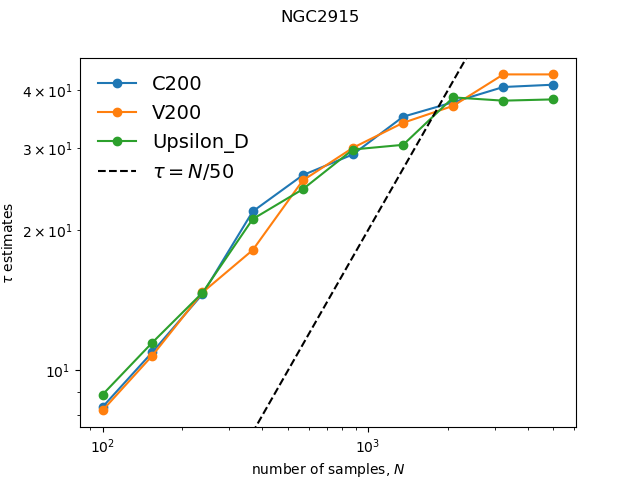 NGC2915
C200
V200
Upsilon_D
τ = N/50
4 × 10¹
3 × 10¹
2 × 10¹
10¹
τ estimates
10²
10³
number of samples, N